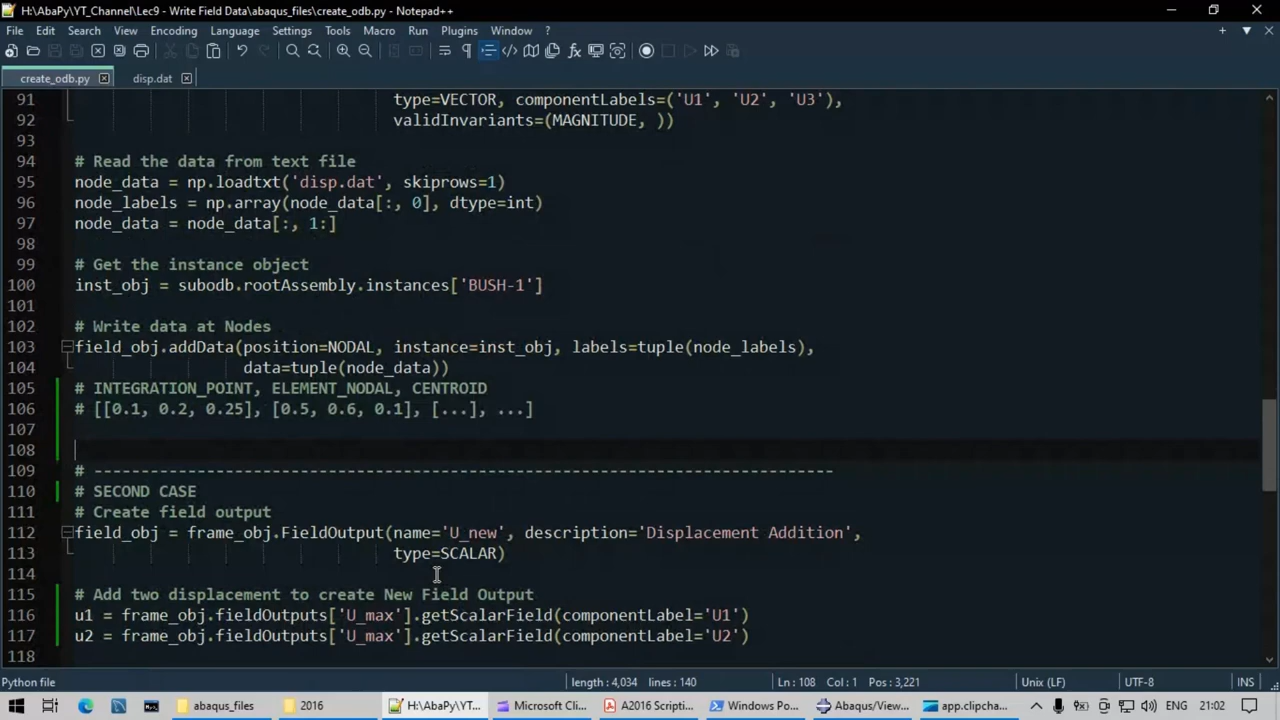 H:\AbaPy\YT_Channel\Lec9 - Write Field Data\abaqus_files\create_odb.py - Notepad++
File Edit Search View Encoding Language Settings Tools Macro Run Plugins Window ?
create_odb.py disp.dat
91 type=VECTOR, componentLabels=('U1', 'U2', 'U3'),
92 validInvariants=(MAGNITUDE, ))
93
94 # Read the data from text file
95 node_data = np.loadtxt('disp.dat', skiprows=1)
96 node_labels = np.array(node_data[:, 0], dtype=int)
97 node_data = node_data[:, 1:]
98
99 # Get the instance object
100 inst_obj = subodb.rootAssembly.instances['BUSH-1']
101
102 # Write data at Nodes
103 field_obj.addData(position=NODAL, instance=inst_obj, labels=tuple(node_labels),
104 data=tuple(node_data))
105 # INTEGRATION_POINT, ELEMENT_NODAL, CENTROID
106 # [[0.1, 0.2, 0.25], [0.5, 0.6, 0.1], [...], ...]
107
108
109 # -------------------------------------------------------------------------------
110 # SECOND CASE
111 # Create field output
112 field_obj = frame_obj.FieldOutput(name='U_new', description='Displacement Addition',
113 type=SCALAR)
114
115 # Add two displacement to create New Field Output
116 u1 = frame_obj.fieldOutputs['U_max'].getScalarField(componentLabel='U1')
117 u2 = frame_obj.fieldOutputs['U_max'].getScalarField(componentLabel='U2')
118
Python file length : 4,034 lines : 140 Ln : 108 Col : 1 Pos : 3,221 Unix (LF) UTF-8 INS
abaqus_files 2016 H:\AbaPy\YT... Microsoft Cli... A2016 Scripti... Windows Po... Abaqus/View... app.clipcha... 21:02